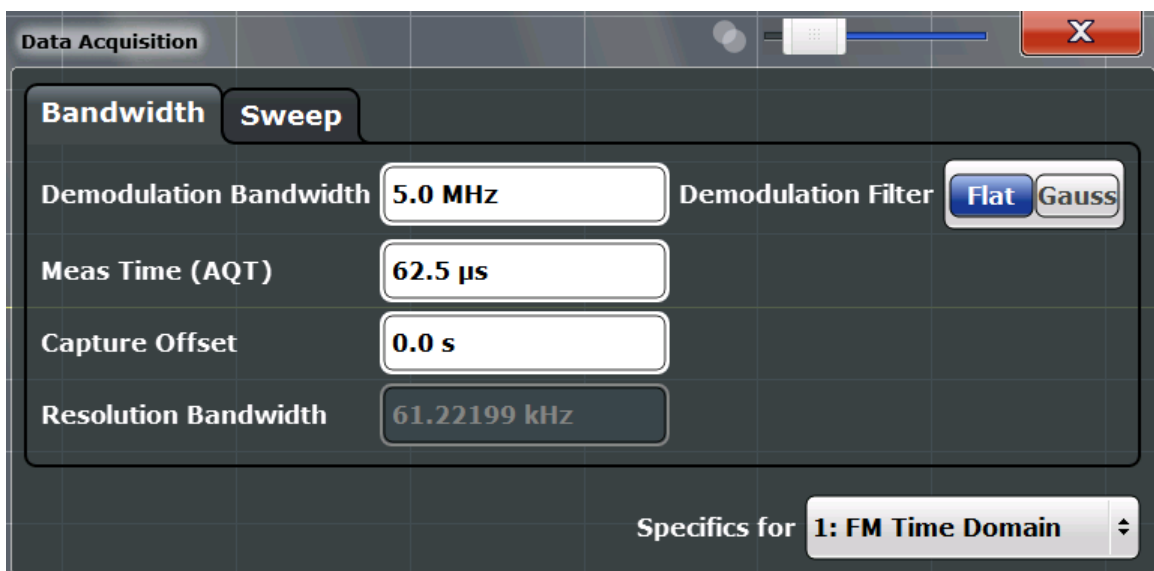 Data Acquisition
X
Bandwidth Sweep
Demodulation Bandwidth 5.0 MHz Demodulation Filter Flat Gauss
Meas Time (AQT) 62.5 µs
Capture Offset 0.0 s
Resolution Bandwidth 61.22199 kHz
Specifics for 1: FM Time Domain